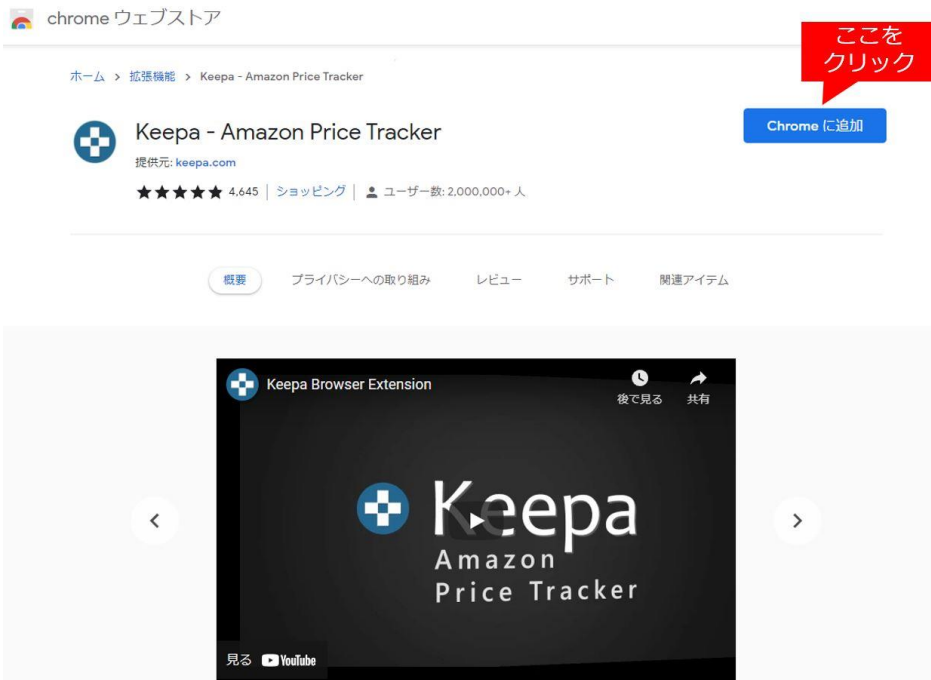 chrome ウェブストア
ここを
クリック
ホーム > 拡張機能 > Keepa - Amazon Price Tracker
Keepa - Amazon Price Tracker
Chrome に追加
提供元: keepa.com
★★★★★ 4,645 | ショッピング | ユーザー数: 2,000,000+ 人
概要 プライバシーへの取り組み レビュー サポート 関連アイテム
Keepa Browser Extension
後で見る 共有
Keepa
Amazon
Price Tracker
見る YouTube